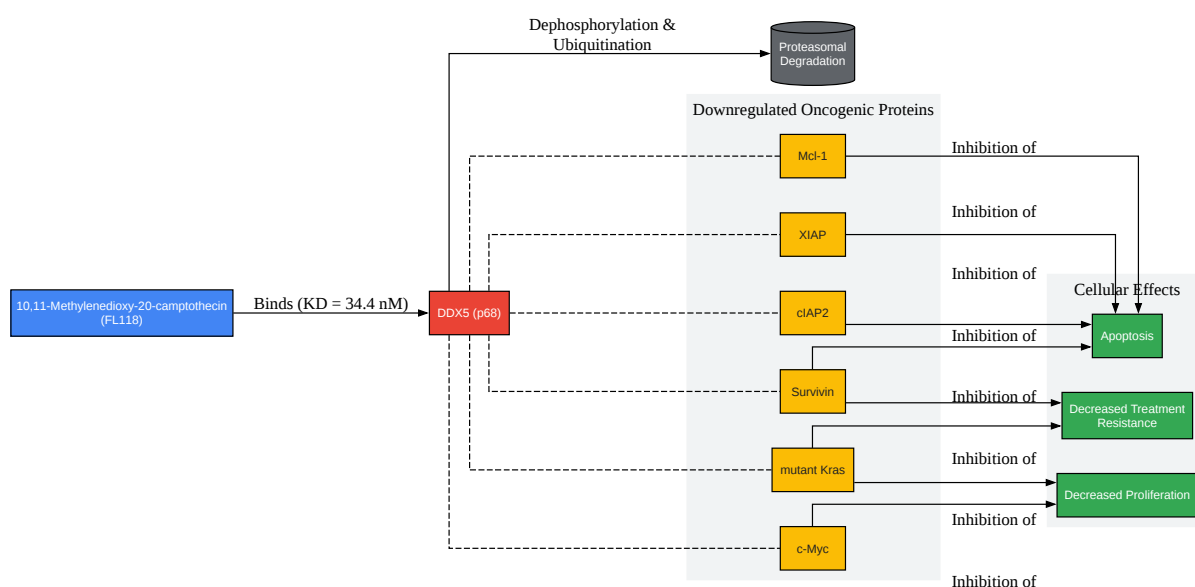 Dephosphorylation &
Ubiquitination
Proteasomal
Degradation
Downregulated Oncogenic Proteins
Mcl-1
Inhibition of
XIAP
Inhibition of
Inhibition of
Cellular Effects
10,11-Methylenedioxy-20-camptothecin
(FL118)
Binds (KD = 34.4 nM)
DDX5 (p68)
cIAP2
Apoptosis
Inhibition of
Survivin
Inhibition of
Decreased Treatment
Resistance
mutant Kras
Inhibition of
Decreased Proliferation
Inhibition of
c-Myc
Inhibition of